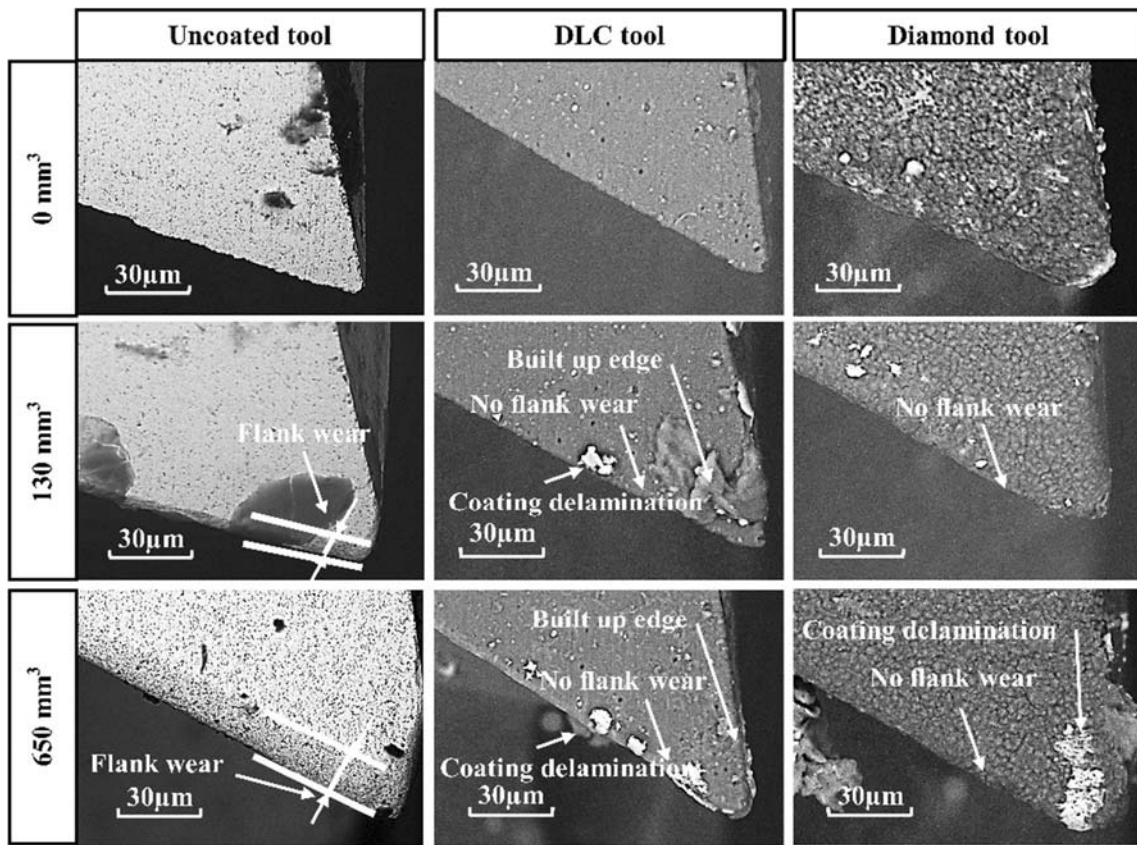 Uncoated tool
DLC tool
Diamond tool
0 mm³
30µm
30µm
30µm
130 mm³
Flank wear
30µm
Built up edge
No flank wear
Coating delamination
30µm
No flank wear
30µm
650 mm³
Flank wear
30µm
Built up edge
No flank wear
Coating delamination
30µm
Coating delamination
No flank wear
30µm